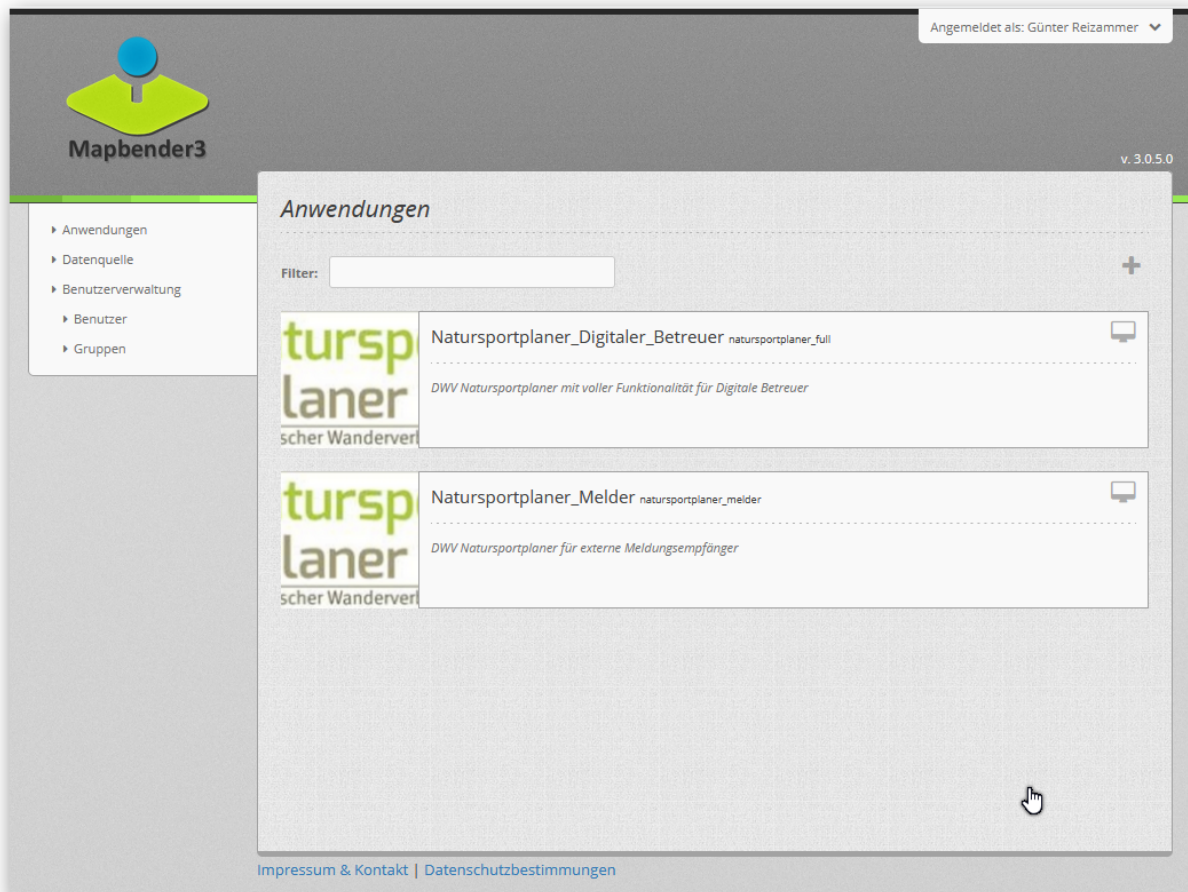 Angemeldet als: Günter Reizammer
Mapbender3
v. 3.0.5.0
Anwendungen
Datenquelle
Benutzerverwaltung
Benutzer
Gruppen
Anwendungen
Filter:
tursp
laner
scher Wanderverl
Natursportplaner_Digitaler_Betreuer natursportplaner_full
DWV Natursportplaner mit voller Funktionalität für Digitale Betreuer
tursp
laner
scher Wanderverl
Natursportplaner_Melder natursportplaner_melder
DWV Natursportplaner für externe Meldungsempfänger
Impressum & Kontakt | Datenschutzbestimmungen